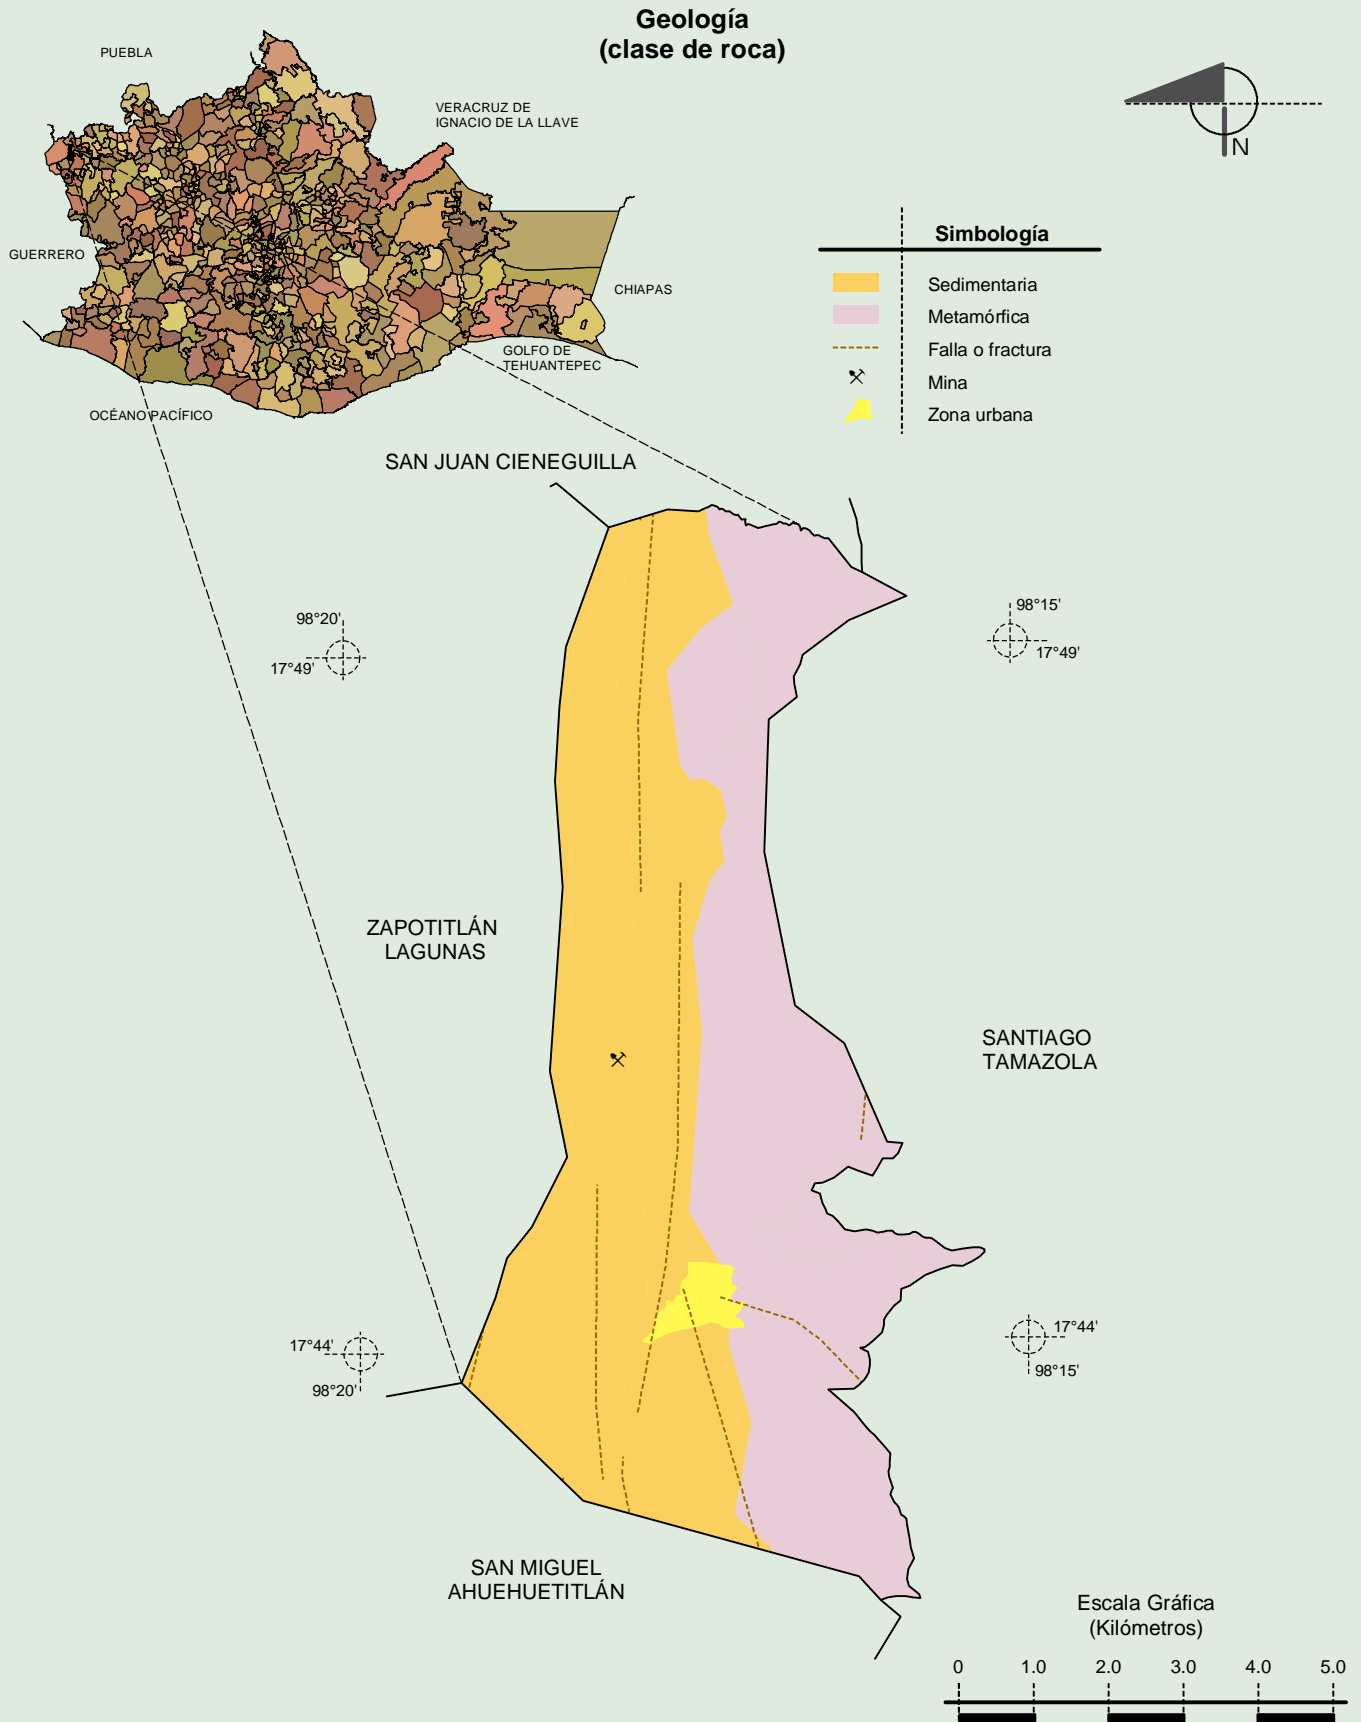 Geología
(clase de roca)
PUEBLA
VERACRUZ DE
IGNACIO DE LA LLAVE
N
GUERRERO
CHIAPAS
GOLFO DE
TEHUANTEPEC
OCÉANO PACÍFICO
Simbología
Sedimentaria
Metamórfica
Falla o fractura
Mina
Zona urbana
SAN JUAN CIENEGUILLA
98°20'
17°49'
98°15'
17°49'
ZAPOTITLÁN
LAGUNAS
SANTIAGO
TAMAZOLA
17°44'
98°20'
17°44'
98°15'
SAN MIGUEL
AHUEHUETITLÁN
Escala Gráfica
(Kilómetros)
0 1.0 2.0 3.0 4.0 5.0